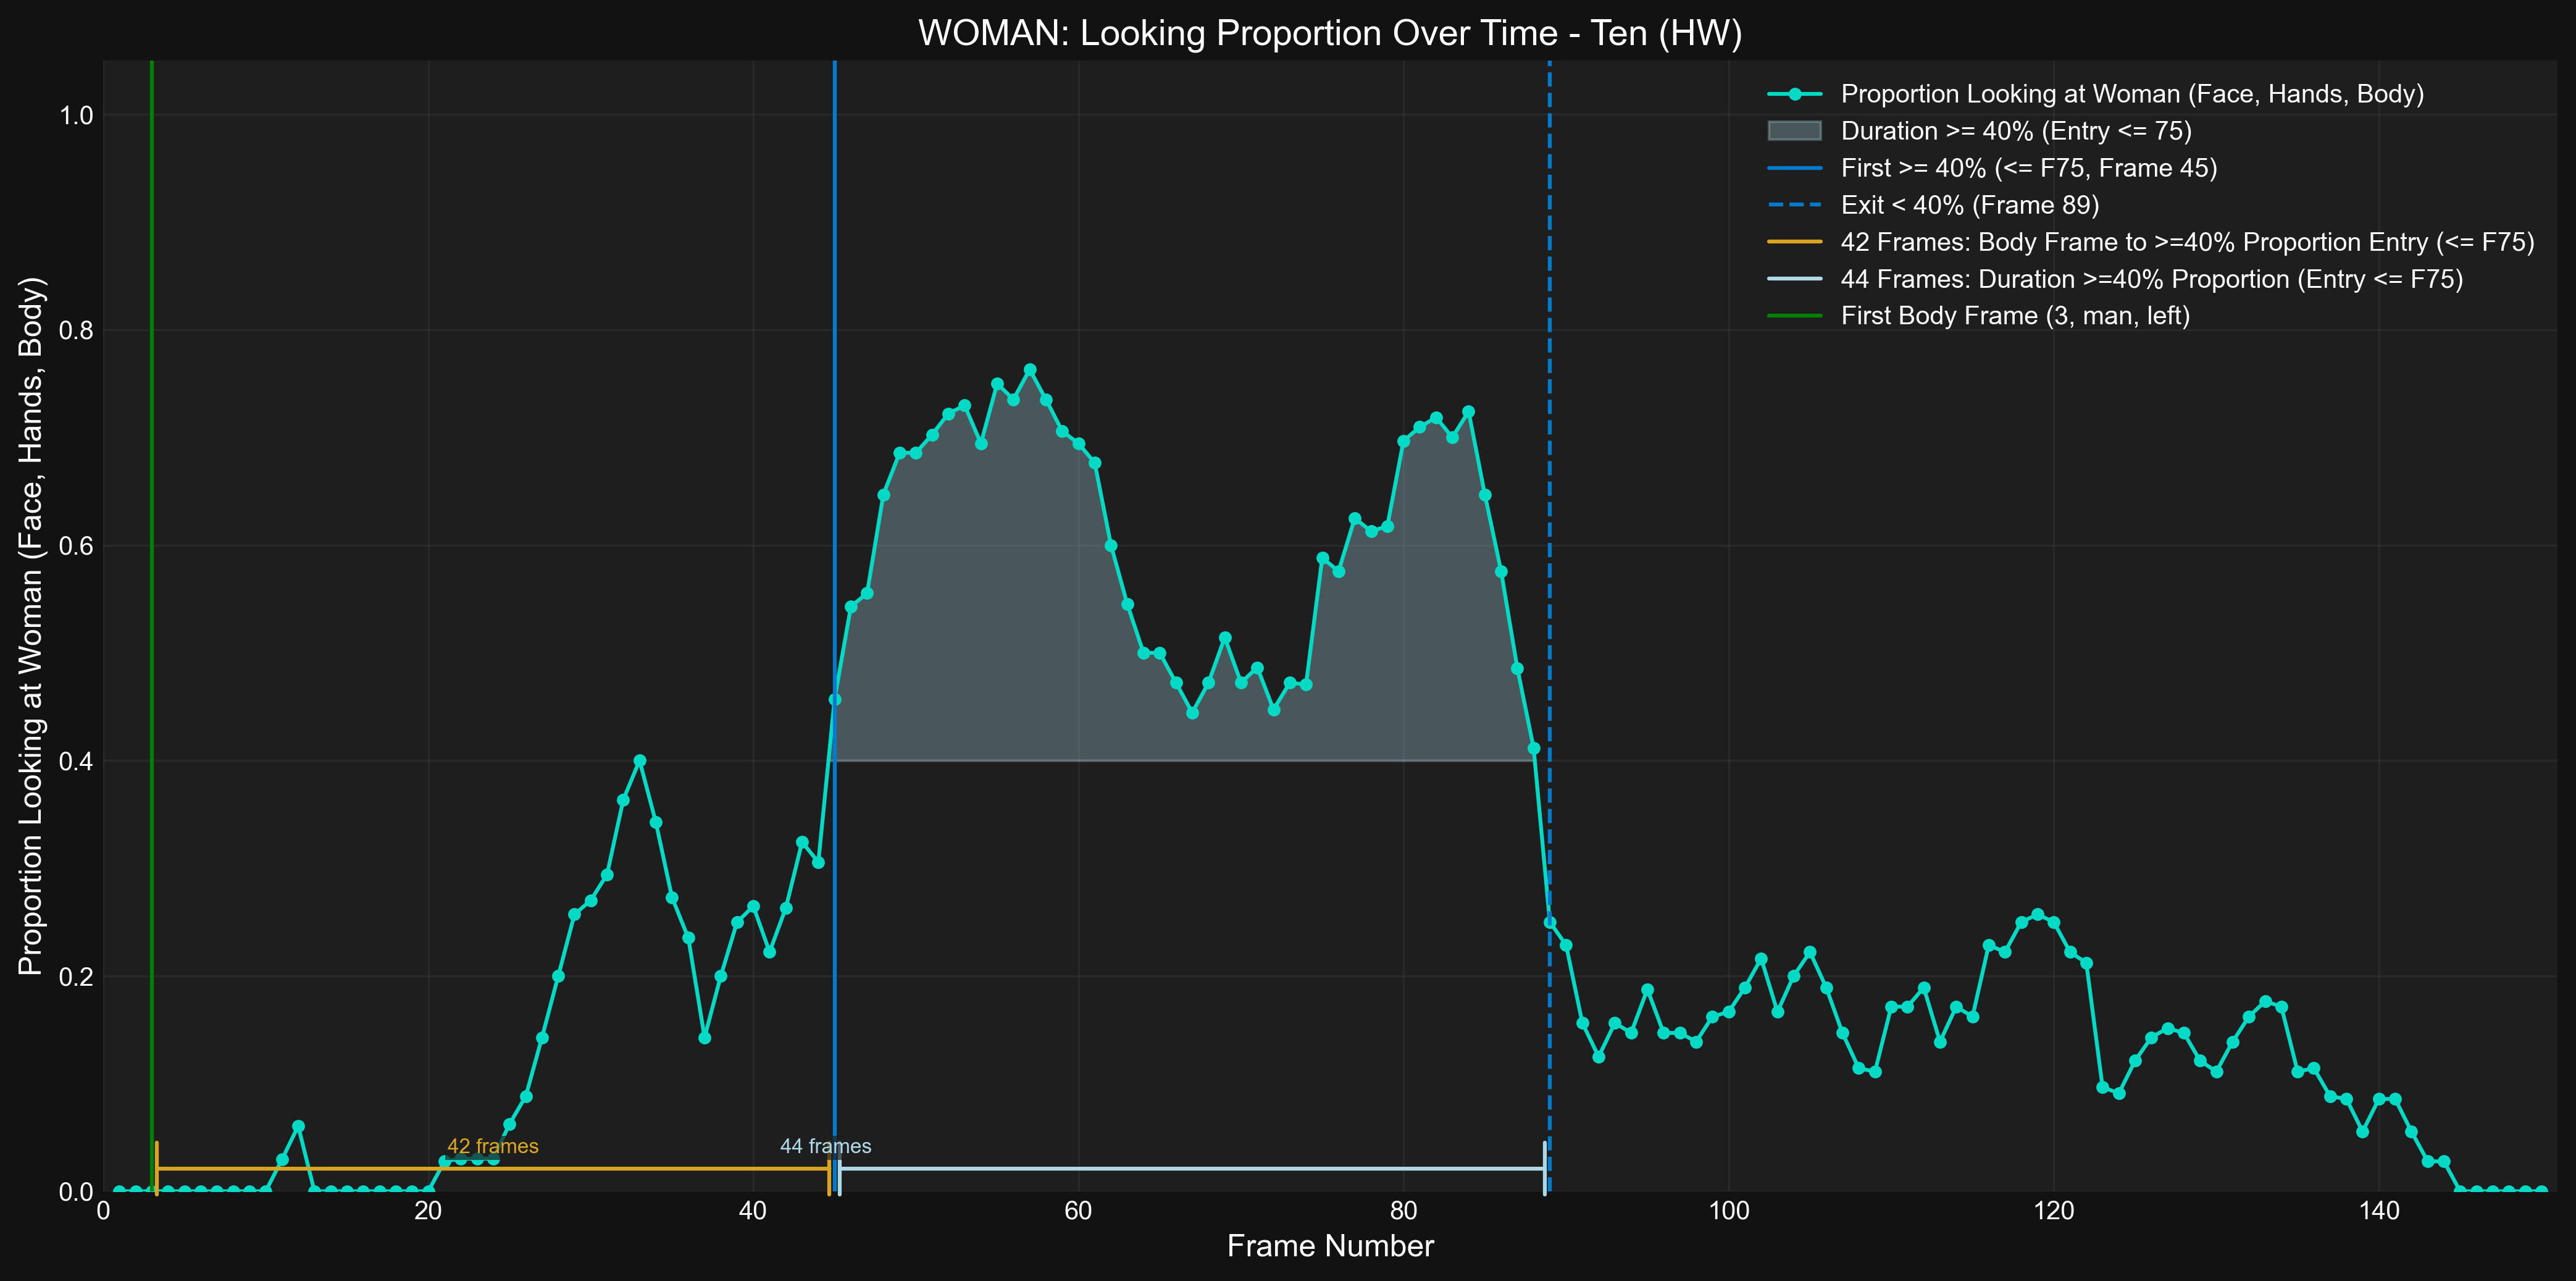 WOMAN: Looking Proportion Over Time - Ten (HW)
Proportion Looking at Woman (Face, Hands, Body)
Duration >= 40% (Entry <= 75)
First >= 40% (<= F75, Frame 45)
Exit < 40% (Frame 89)
42 Frames: Body Frame to >=40% Proportion Entry (<= F75)
44 Frames: Duration >=40% Proportion (Entry <= F75)
First Body Frame (3, man, left)
Proportion Looking at Woman (Face, Hands, Body)
1.0
0.8
0.6
0.4
0.2
0.0
42 frames
44 frames
0 20 40 60 80 100 120 140
Frame Number